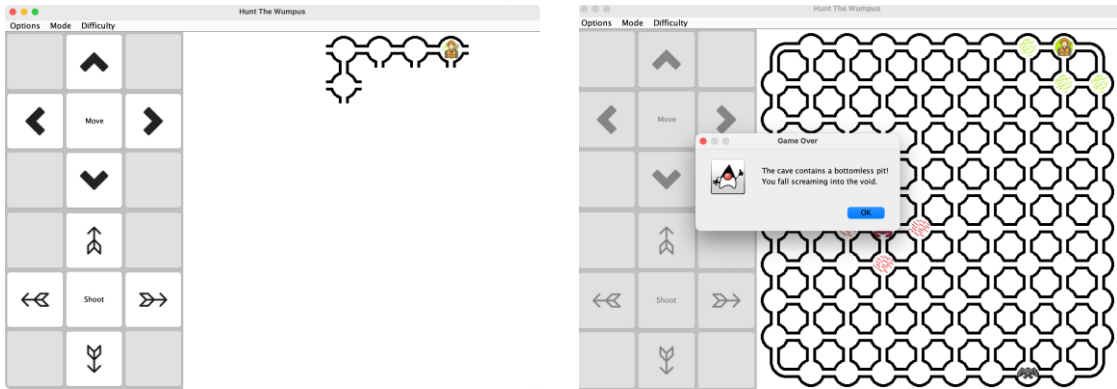 Hunt The Wumpus
Options Mode Difficulty
Move
Shoot
Hunt The Wumpus
Options Mode Difficulty
Move
Game Over
The cave contains a bottomless pit!
You fall screaming into the void.
OK
Shoot